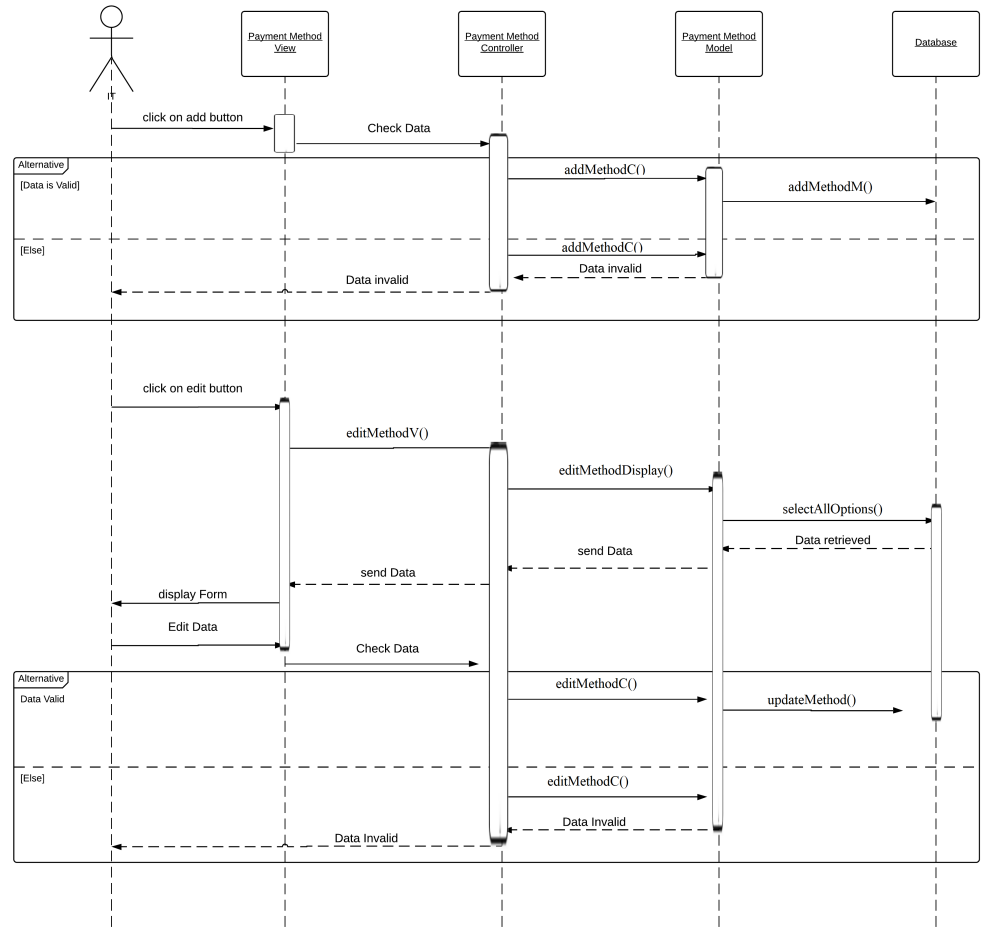 Payment Method
View
Payment Method
Controller
Payment Method
Model
Database
IT
click on add button
Check Data
Alternative
[Data is Valid]
addMethodC()
addMethodM()
[Else]
addMethodC()
Data invalid
Data invalid
click on edit button
editMethodV()
editMethodDisplay()
selectAllOptions()
Data retrieved
send Data
send Data
display Form
Edit Data
Check Data
Alternative
Data Valid
editMethodC()
updateMethod()
[Else]
editMethodC()
Data Invalid
Data Invalid